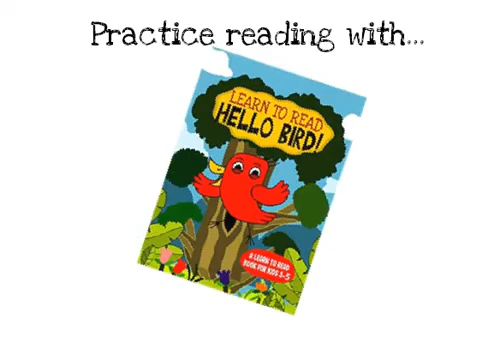 Practice reading with...
LEARN TO READ
HELLO BIRD!
A LEARN TO READ
BOOK FOR KIDS 3-5